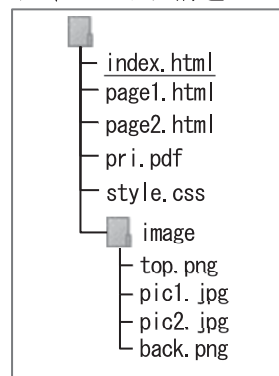 index.html
page1.html
page2.html
pri.pdf
style.css
image
top.png
pic1.jpg
pic2.jpg
back.png